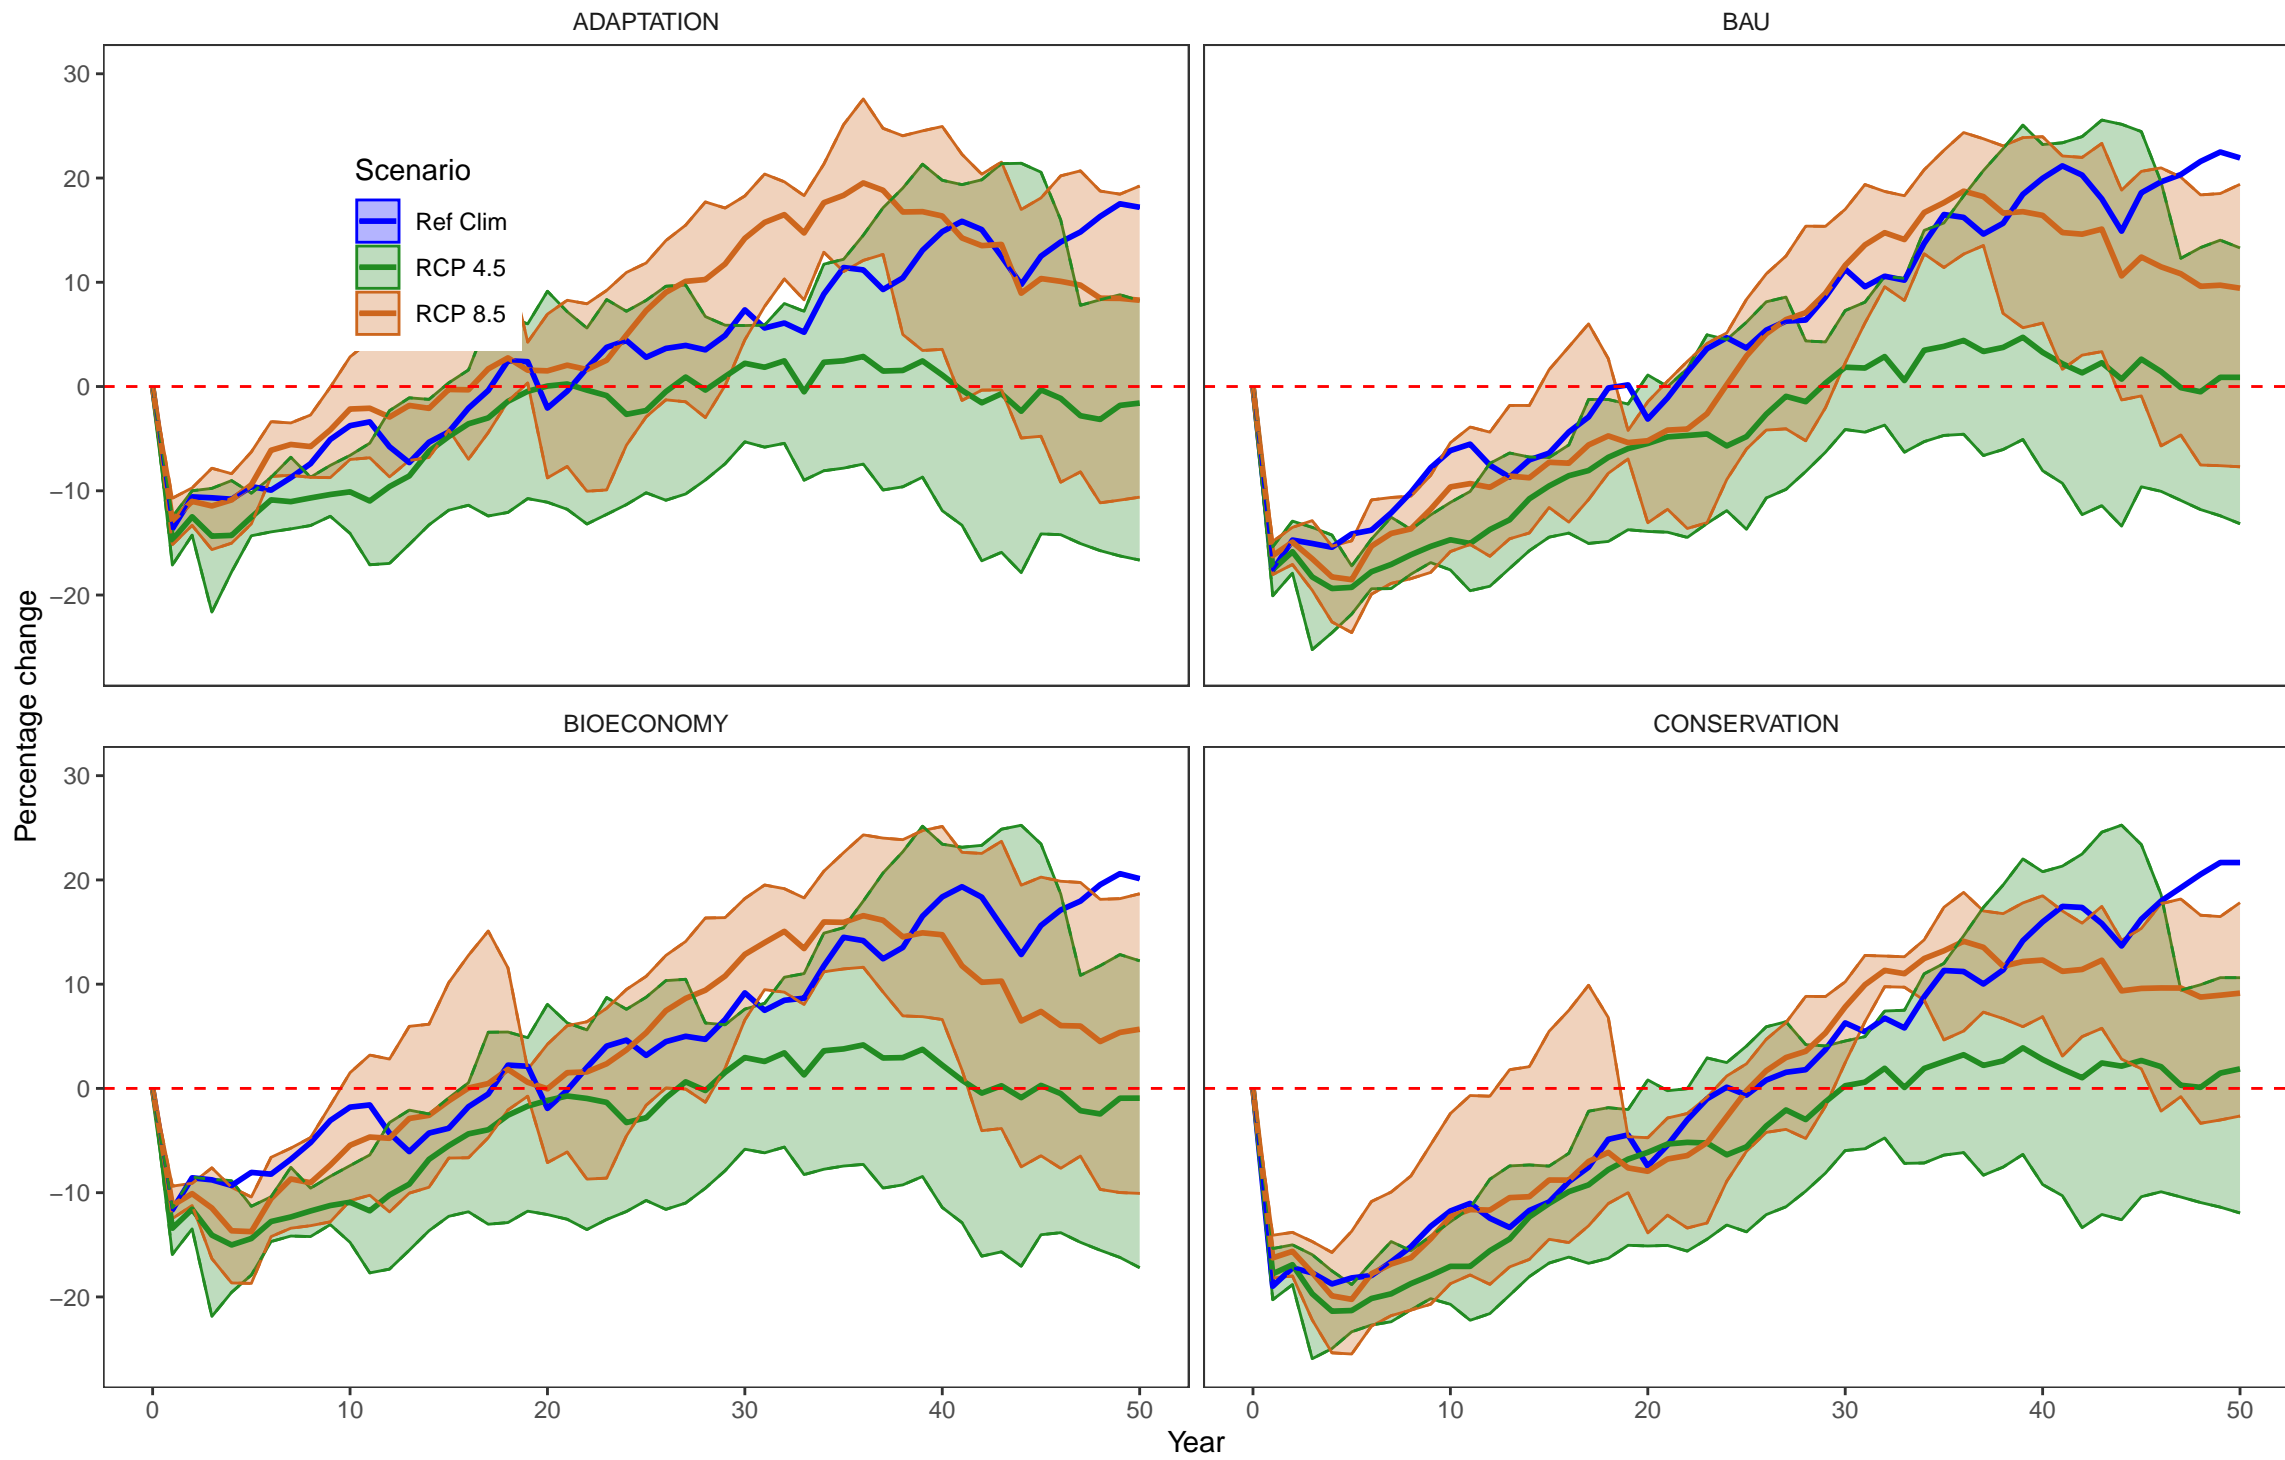 ADAPTATION
BAU
30
20
10
0
−10
−20
Scenario
Ref Clim
RCP 4.5
RCP 8.5
Percentage change
BIOECONOMY
CONSERVATION
30
20
10
0
−10
−20
0 10 20 30 40 50
0 10 20 30 40 50
Year